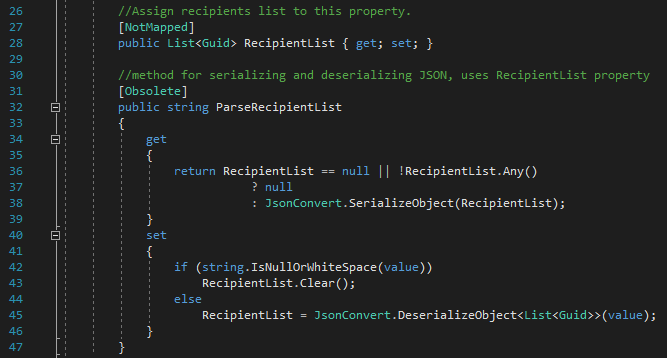 26 //Assign recipients list to this property.
27 [NotMapped]
28 public List<Guid> RecipientList { get; set; }
29
30 //method for serializing and deserializing JSON, uses RecipientList property
31 [Obsolete]
32 public string ParseRecipientList
33 {
34 get
35 {
36 return RecipientList == null || !RecipientList.Any()
37 ? null
38 : JsonConvert.SerializeObject(RecipientList);
39 }
40 set
41 {
42 if (string.IsNullOrWhiteSpace(value))
43 RecipientList.Clear();
44 else
45 RecipientList = JsonConvert.DeserializeObject<List<Guid>>(value);
46 }
47 }